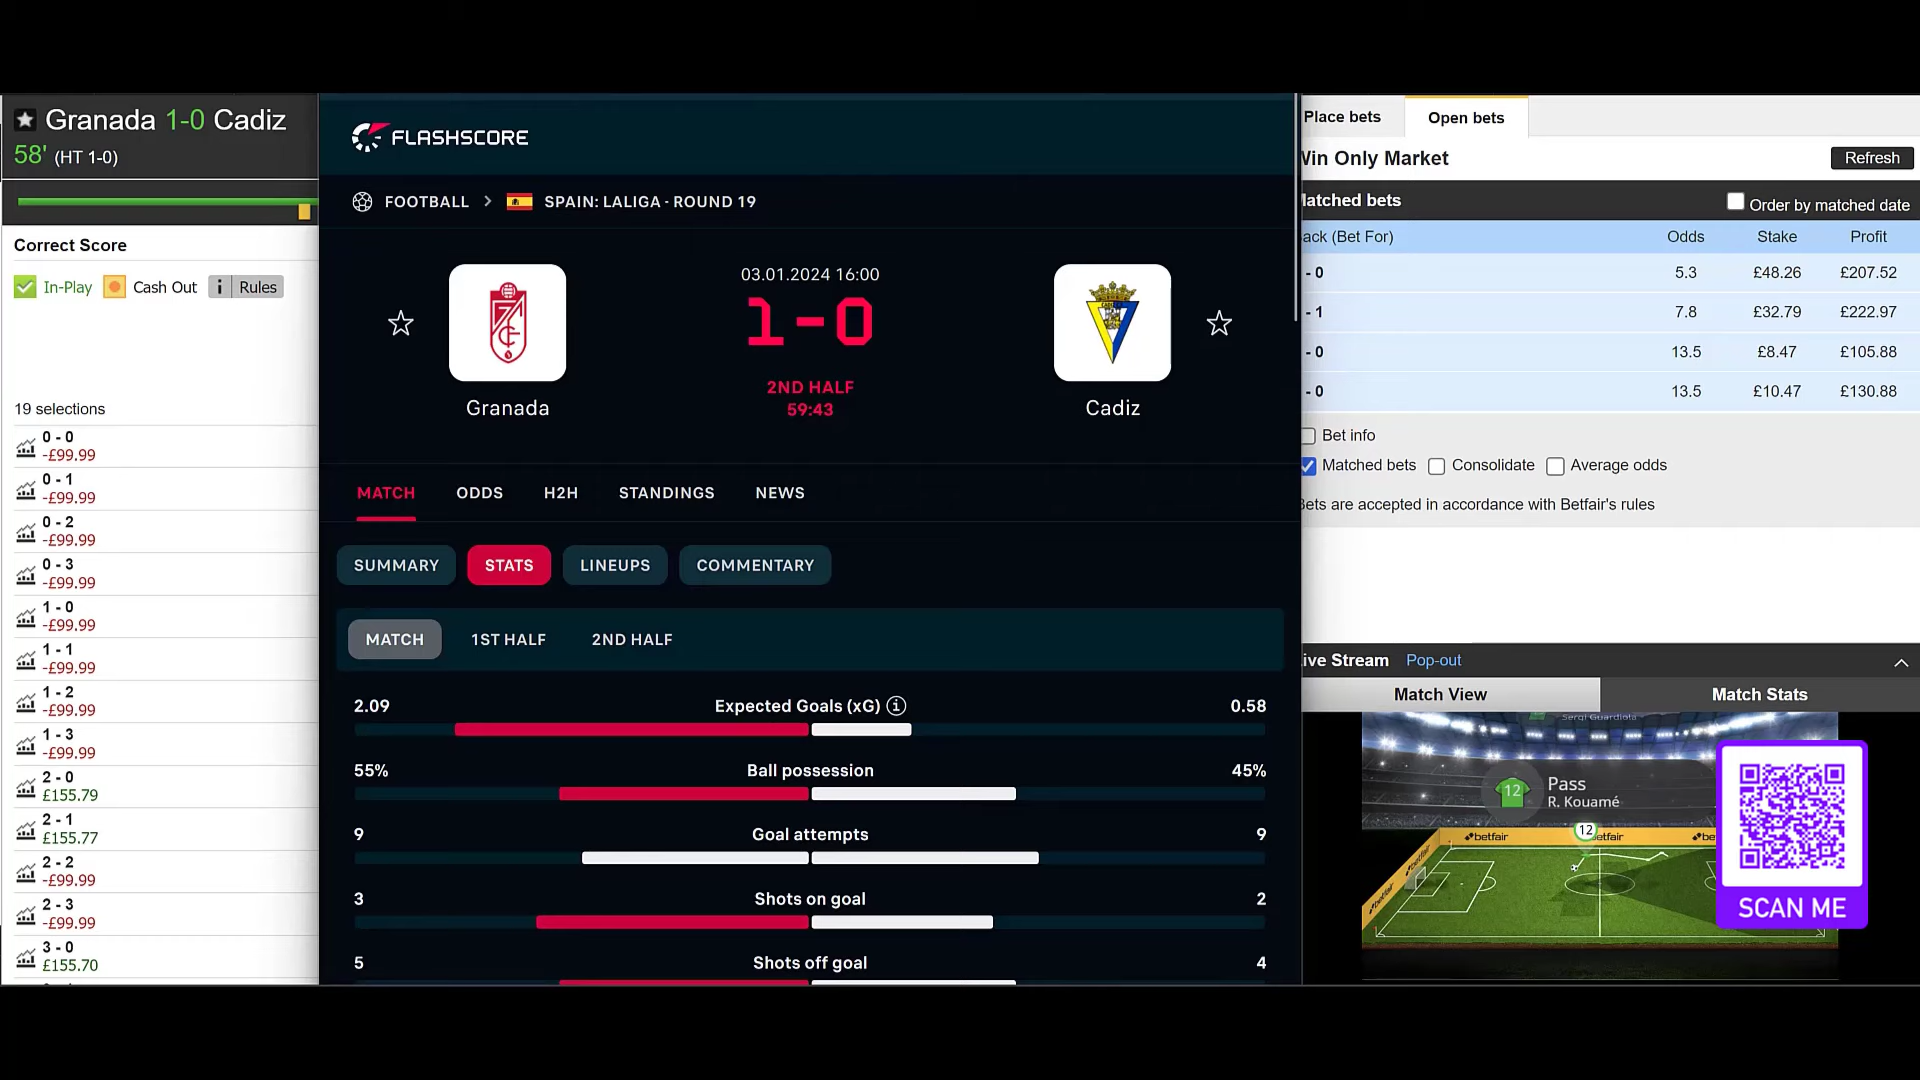 Granada 1-0 Cadiz
58' (HT 1-0)
Correct Score
In-Play
Cash Out
i Rules
19 selections
0 - 0
-£99.99
0 - 1
-£99.99
0 - 2
-£99.99
0 - 3
-£99.99
1 - 0
-£99.99
1 - 1
-£99.99
1 - 2
-£99.99
1 - 3
-£99.99
2 - 0
£155.79
2 - 1
£155.77
2 - 2
-£99.99
2 - 3
-£99.99
3 - 0
£155.70
FLASHSCORE
FOOTBALL > SPAIN: LALIGA - ROUND 19
03.01.2024 16:00
1-0
2ND HALF
59:43
Granada
Cadiz
MATCH ODDS H2H STANDINGS NEWS
SUMMARY STATS LINEUPS COMMENTARY
MATCH 1ST HALF 2ND HALF
2.09 Expected Goals (xG) i 0.58
55% Ball possession 45%
9 Goal attempts 9
3 Shots on goal 2
5 Shots off goal 4
Place bets Open bets
Win Only Market Refresh
Matched bets Order by matched date
ack (Bet For) Odds Stake Profit
- 0 5.3 £48.26 £207.52
- 1 7.8 £32.79 £222.97
- 0 13.5 £8.47 £105.88
- 0 13.5 £10.47 £130.88
Bet info
Matched bets Consolidate Average odds
Bets are accepted in accordance with Betfair's rules
ive Stream Pop-out
Match View Match Stats
Sergi Guardiola
12 Pass
R. Kouamé
12
betfair
etfair
be
betfair
betfair
SCAN ME